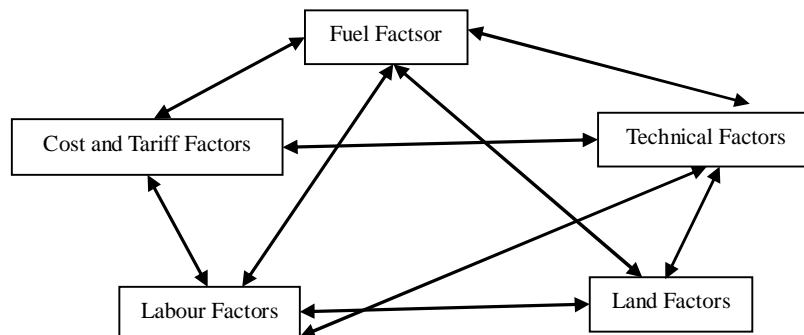 Fuel Factsor
Cost and Tariff Factors
Technical Factors
Labour Factors
Land Factors